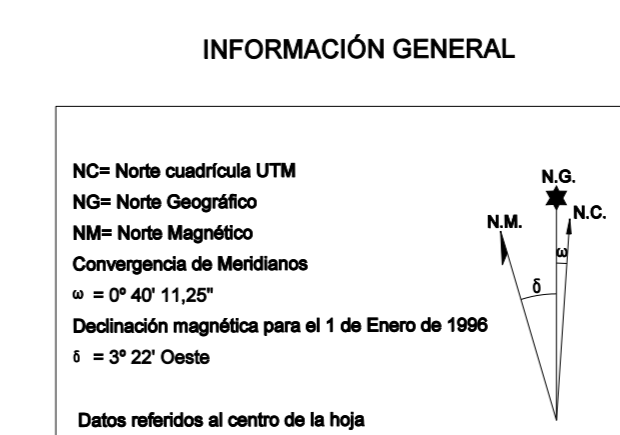 INFORMACIÓN GENERAL
NC= Norte cuadrícula UTM
NG= Norte Geográfico
NM= Norte Magnético
Convergencia de Meridianos
ω = 0º 40' 11,25"
Declinación magnética para el 1 de Enero de 1996
δ = 3º 22' Oeste
Datos referidos al centro de la hoja
N.G.
N.C.
N.M.
ω
δ